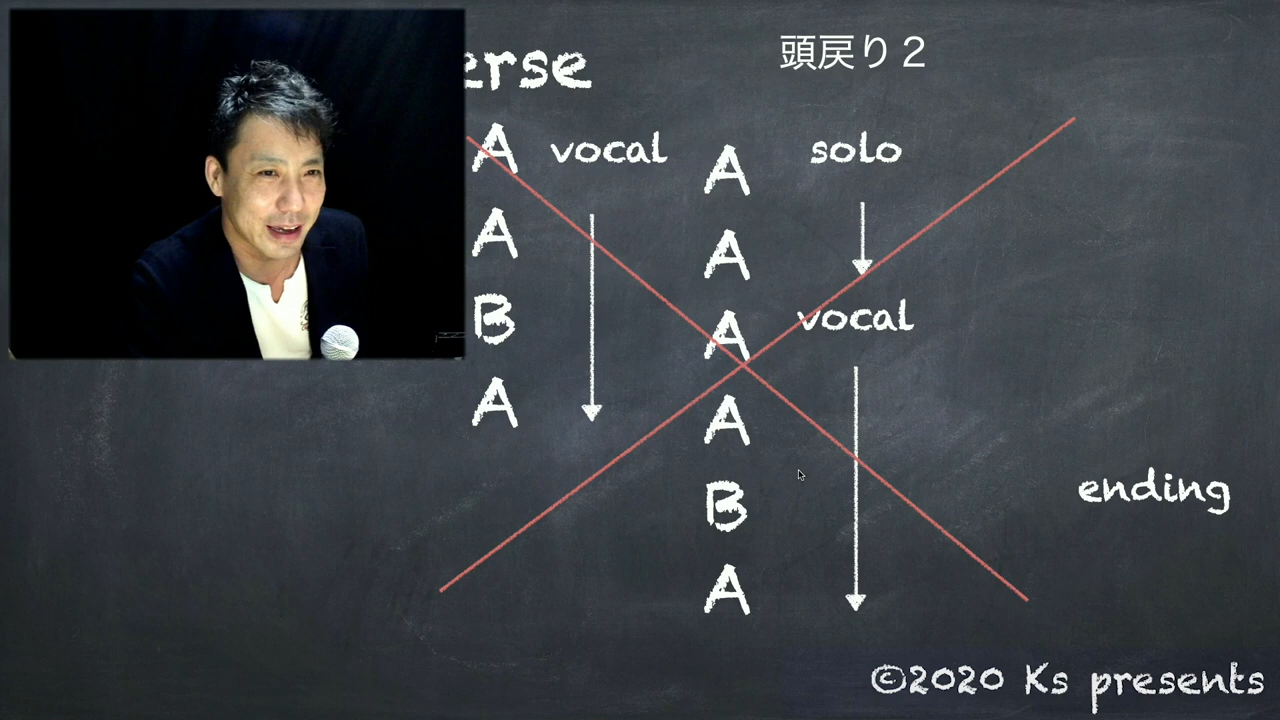 erse
頭戻り２
A vocal
A
B
A
A solo
A
A vocal
A
B
A
ending
©2020 Ks presents